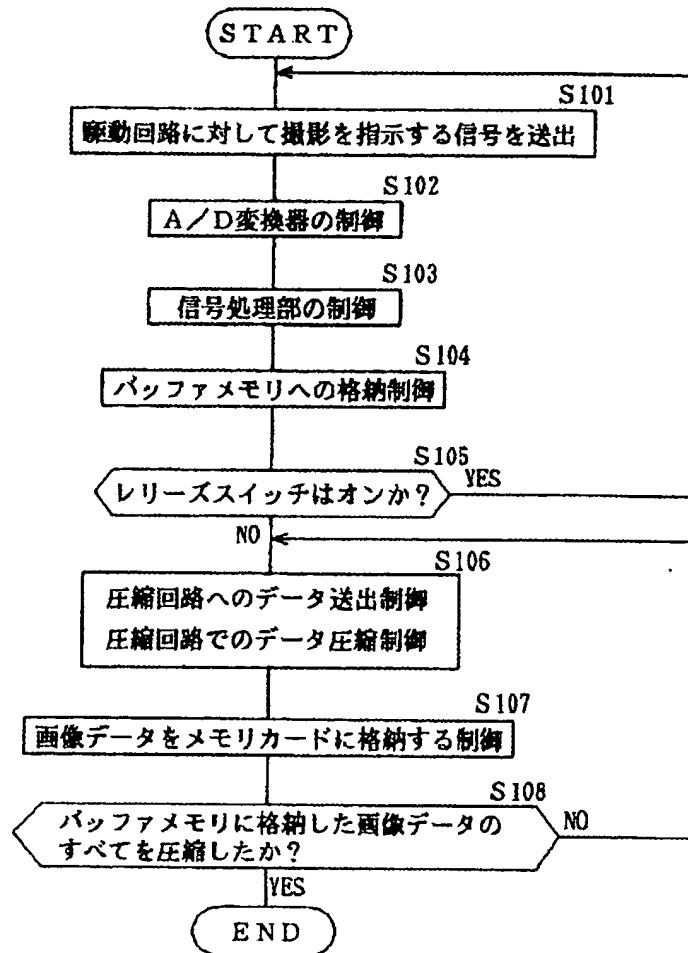 START
S101
駆動回路に対して撮影を指示する信号を送出
S102
A/D変換器の制御
S103
信号処理部の制御
S104
バッファメモリへの格納制御
S105
レリーズスイッチはオンか?
YES
NO
S106
圧縮回路へのデータ送出制御
圧縮回路でのデータ圧縮制御
S107
画像データをメモリカードに格納する制御
S108
バッファメモリに格納した画像データの
すべてを圧縮したか?
NO
YES
END